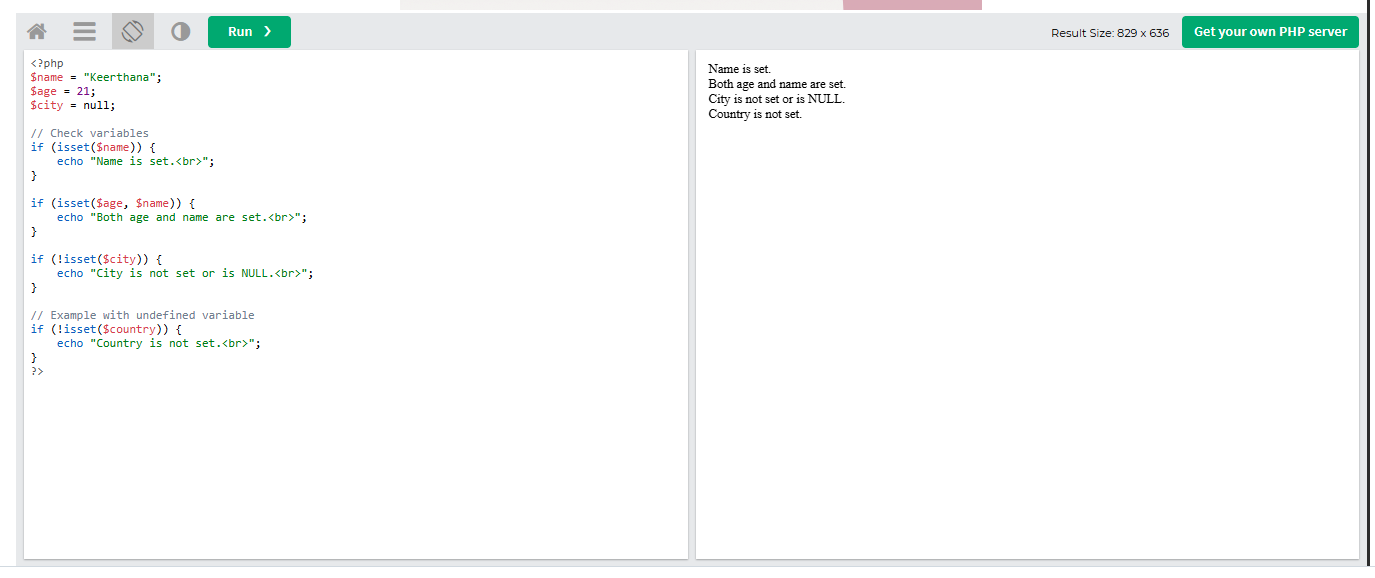 Run ❯
Result Size: 829 x 636
Get your own PHP server
<?php
$name = "Keerthana";
$age = 21;
$city = null;
// Check variables
if (isset($name)) {
    echo "Name is set.<br>";
}
if (isset($age, $name)) {
    echo "Both age and name are set.<br>";
}
if (!isset($city)) {
    echo "City is not set or is NULL.<br>";
}
// Example with undefined variable
if (!isset($country)) {
    echo "Country is not set.<br>";
}
?>
Name is set.
Both age and name are set.
City is not set or is NULL.
Country is not set.